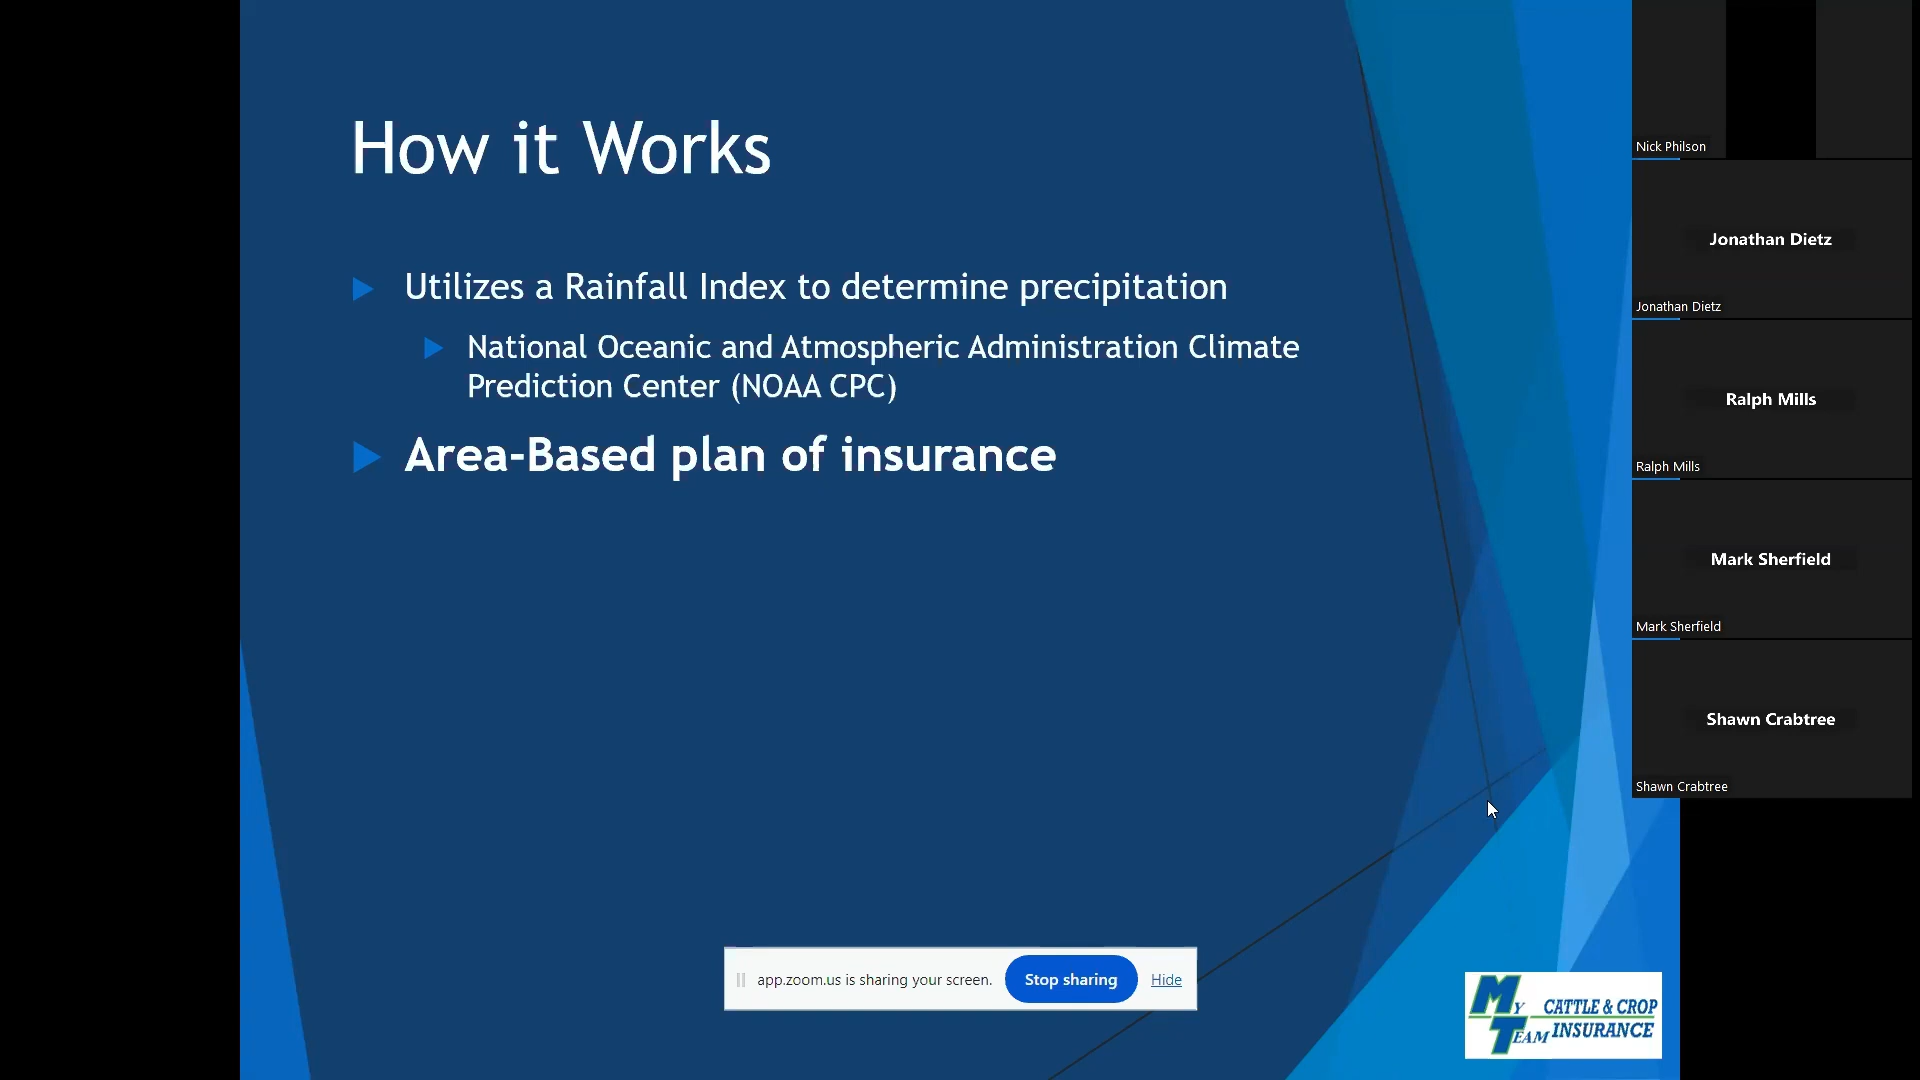 How it Works
Utilizes a Rainfall Index to determine precipitation
National Oceanic and Atmospheric Administration Climate
Prediction Center (NOAA CPC)
Area-Based plan of insurance
app.zoom.us is sharing your screen. Stop sharing Hide
MY TEAM
CATTLE & CROP
INSURANCE
Nick Philson
Jonathan Dietz
Jonathan Dietz
Ralph Mills
Ralph Mills
Mark Sherfield
Mark Sherfield
Shawn Crabtree
Shawn Crabtree